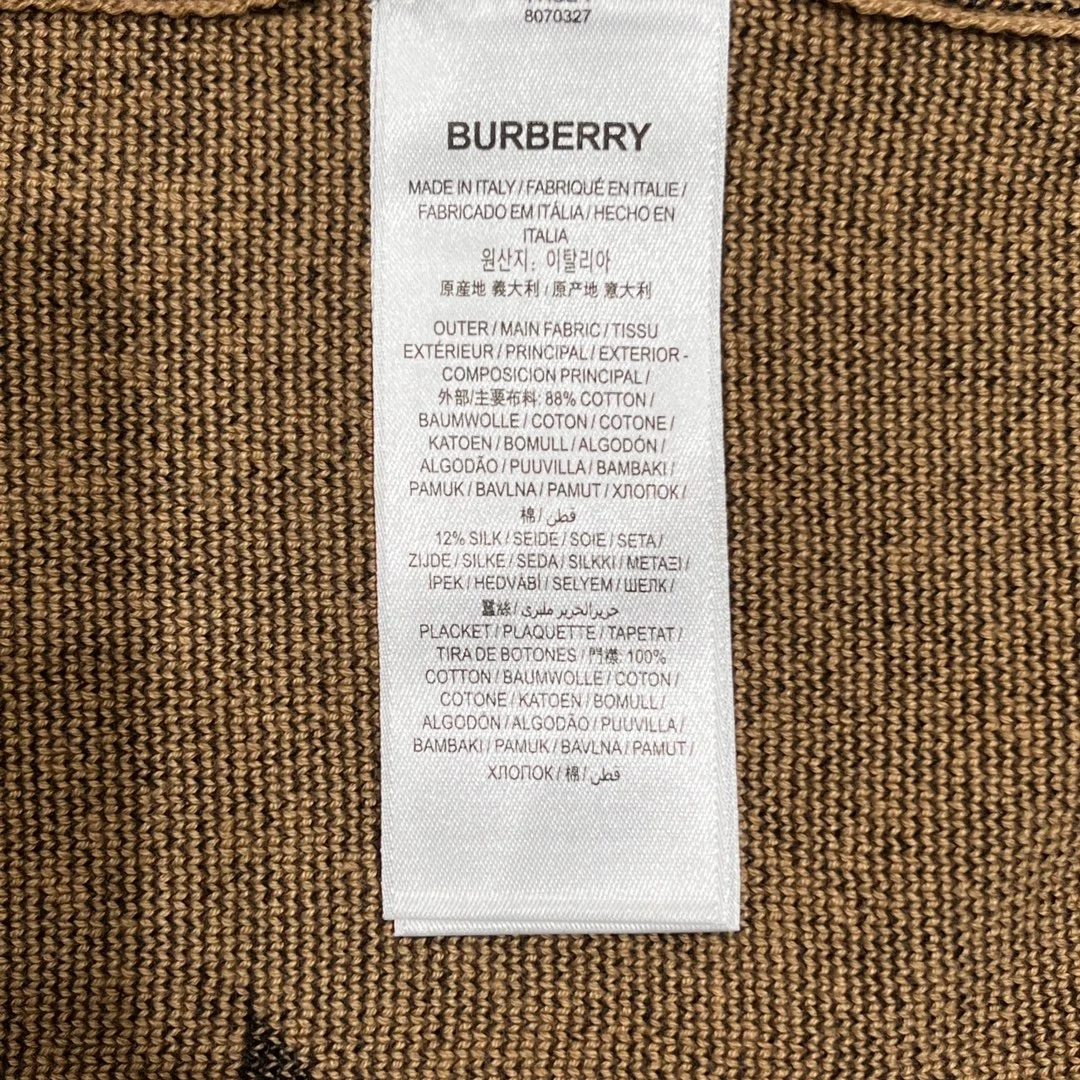 8070327
BURBERRY
MADE IN ITALY / FABRIQUÉ EN ITALIE /
FABRICADO EM ITÁLIA / HECHO EN
ITALIA
원산지: 이탈리아
原産地 義大利 / 原产地 意大利
OUTER / MAIN FABRIC / TISSU
EXTÉRIEUR / PRINCIPAL / EXTERIOR -
COMPOSICION PRINCIPAL /
外部/主要布料: 88% COTTON /
BAUMWOLLE / COTON / COTONE /
KATOEN / BOMULL / ALGODÓN /
ALGODÃO / PUUVILLA / BAMBAKI /
PAMUK / BAVLNA / PAMUT / ХЛОПОК /
棉 / قطن
12% SILK / SEIDE / SOIE / SETA /
ZIJDE / SILKE / SEDA / SILKKI / ΜΕΤΑΞΙ /
İPEK / HEDVÁBÍ / SELYEM / ШЕЛК /
蠶絲 / حرير/الحرير ملبرى
PLACKET / PLAQUETTE / TAPETAT /
TIRA DE BOTONES / 門襟: 100%
COTTON / BAUMWOLLE / COTON /
COTONE / KATOEN / BOMULL /
ALGODÓN / ALGODÃO / PUUVILLA /
BAMBAKI / PAMUK / BAVLNA / PAMUT /
ХЛОПОК / 棉 / قطن